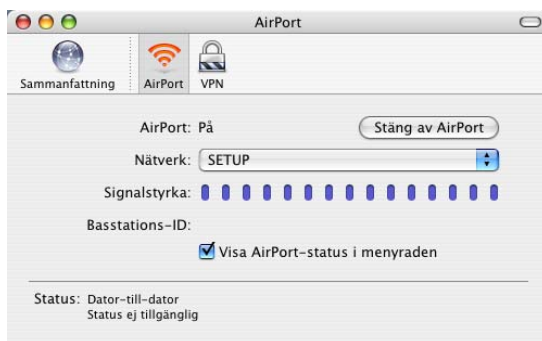 AirPort
Sammanfattning AirPort VPN
AirPort: På Stäng av AirPort
Nätverk: SETUP
Signalstyrka:
Basstations-ID:
Visa AirPort-status i menyraden
Status: Dator-till-dator
Status ej tillgänglig